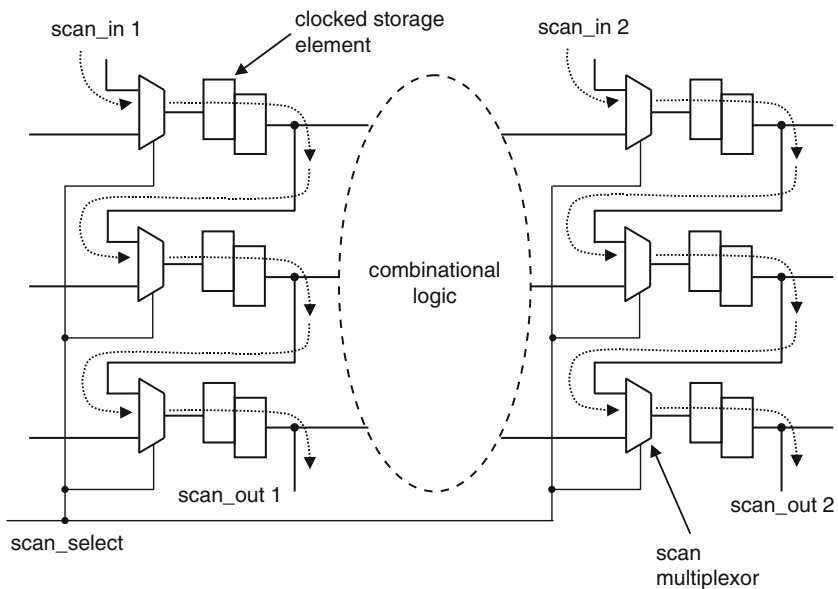 scan_in 1
clocked storage
element
scan_in 2
combinational
logic
scan_out 1
scan_out 2
scan_select
scan
multiplexor